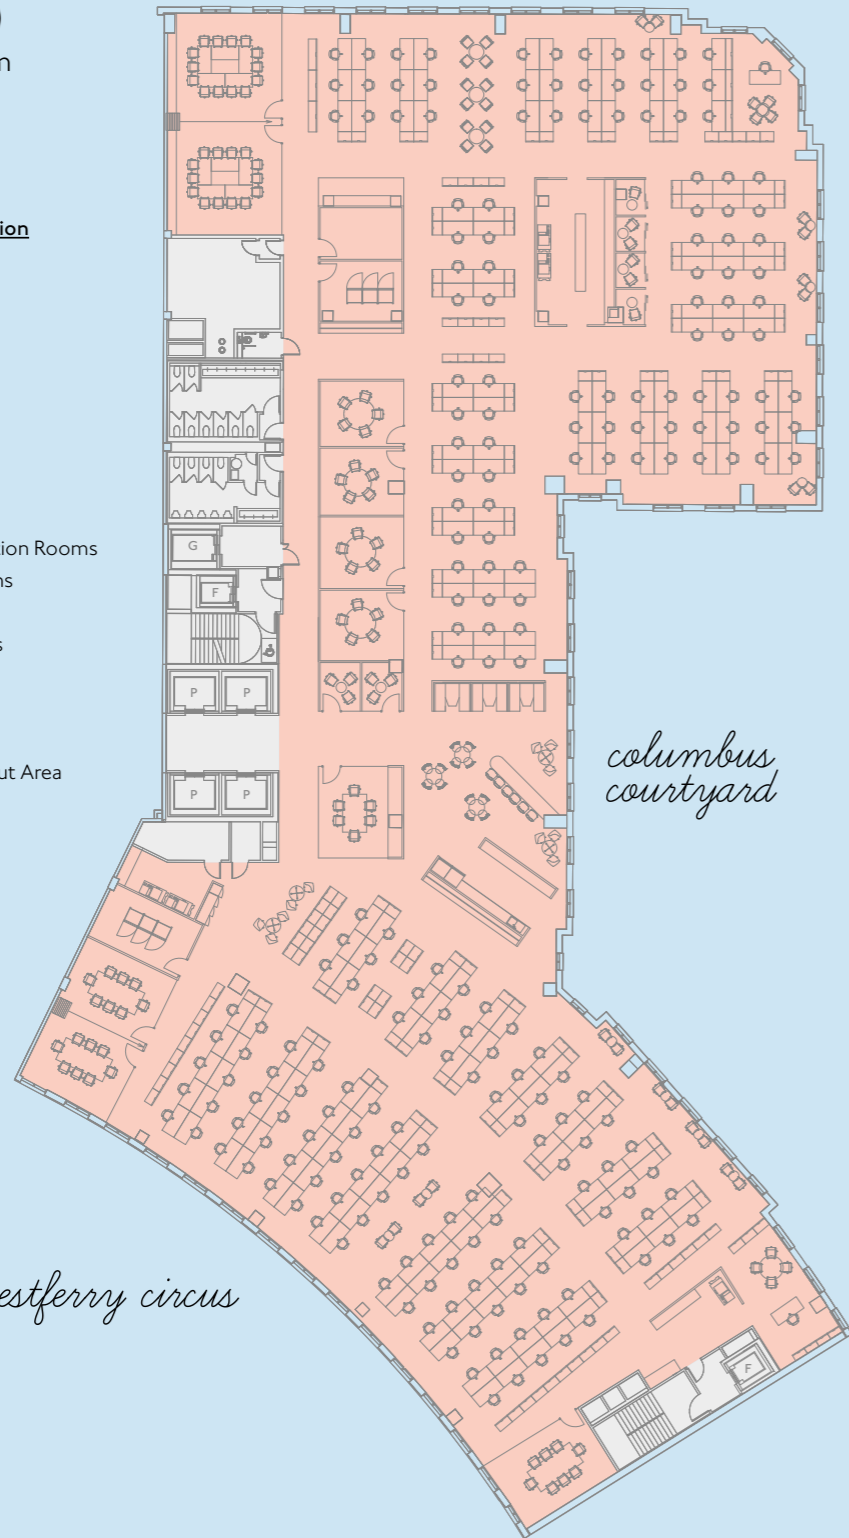 )
n
ion
ion Rooms
ns
s
ut Area
G
F
P P
P P
columbus
courtyard
estferry circus
F